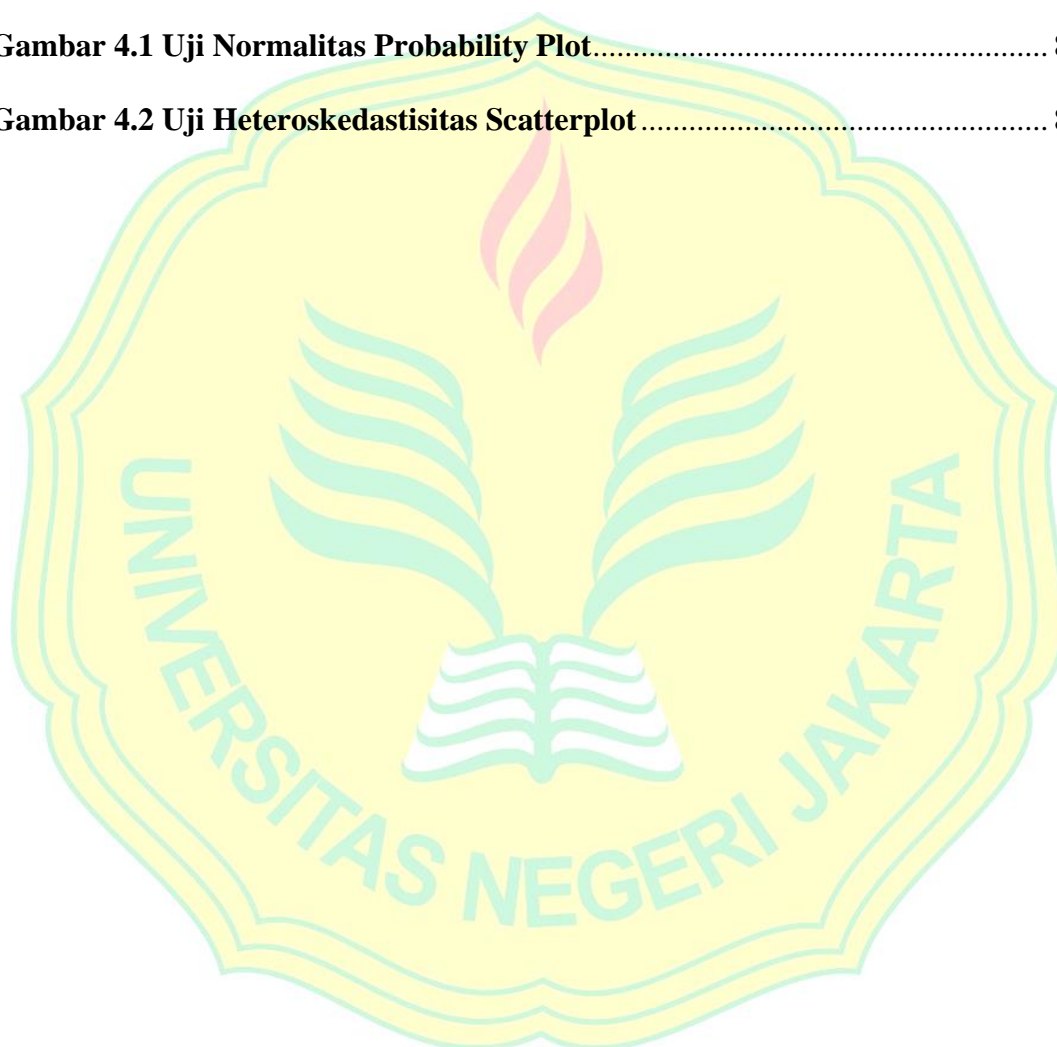 Gambar 4.1 Uji Normalitas Probability Plot
Gambar 4.2 Uji Heteroskedastisitas Scatterplot
UNIVERSITAS NEGERI JAKARTA